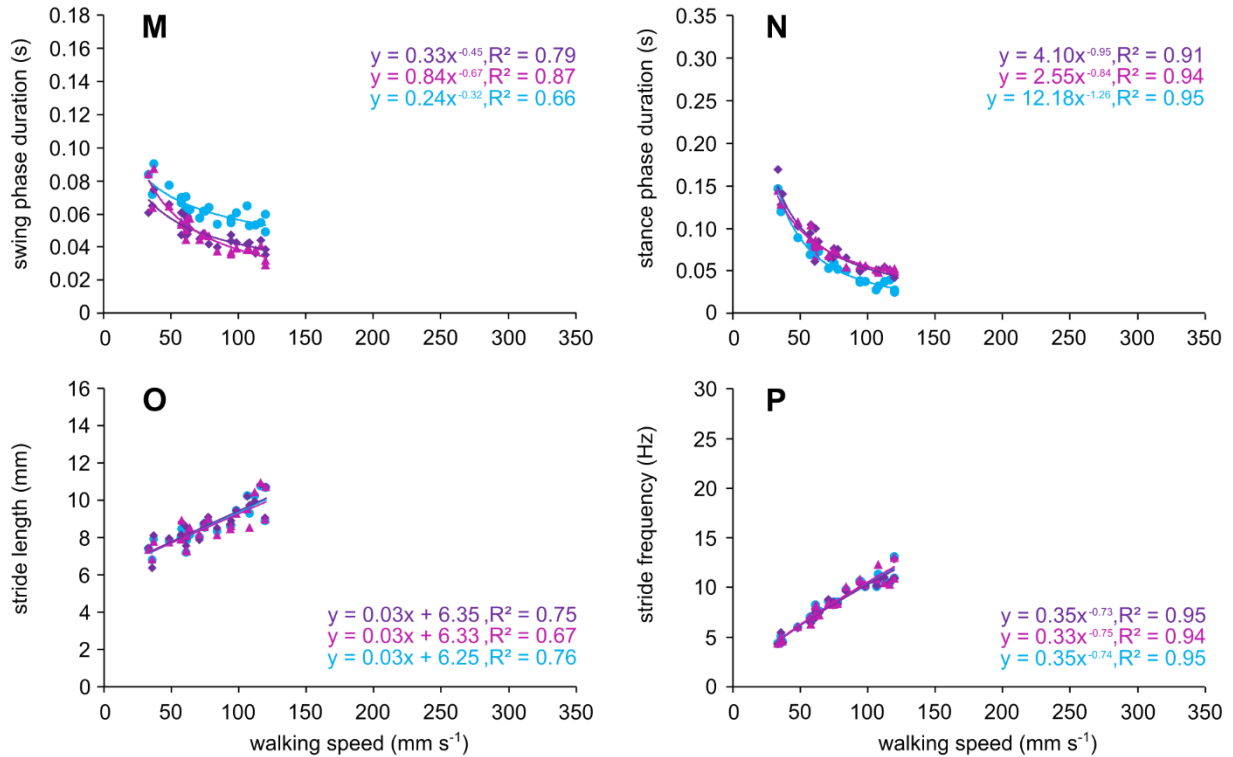 M
swing phase duration (s)
0.18
0.16
0.14
0.12
0.10
0.08
0.06
0.04
0.02
0
y = 0.33x^-0.45,R² = 0.79
y = 0.84x^-0.67,R² = 0.87
y = 0.24x^-0.32,R² = 0.66
0 50 100 150 200 250 300 350
N
stance phase duration (s)
0.35
0.30
0.25
0.20
0.15
0.10
0.05
0
y = 4.10x^-0.95,R² = 0.91
y = 2.55x^-0.84,R² = 0.94
y = 12.18x^-1.26,R² = 0.95
0 50 100 150 200 250 300 350
O
stride length (mm)
16
14
12
10
8
6
4
2
0
y = 0.03x + 6.35,R² = 0.75
y = 0.03x + 6.33,R² = 0.67
y = 0.03x + 6.25,R² = 0.76
0 50 100 150 200 250 300 350
walking speed (mm s⁻¹)
P
stride frequency (Hz)
30
25
20
15
10
5
0
y = 0.35x^-0.73,R² = 0.95
y = 0.33x^-0.75,R² = 0.94
y = 0.35x^-0.74,R² = 0.95
0 50 100 150 200 250 300 350
walking speed (mm s⁻¹)